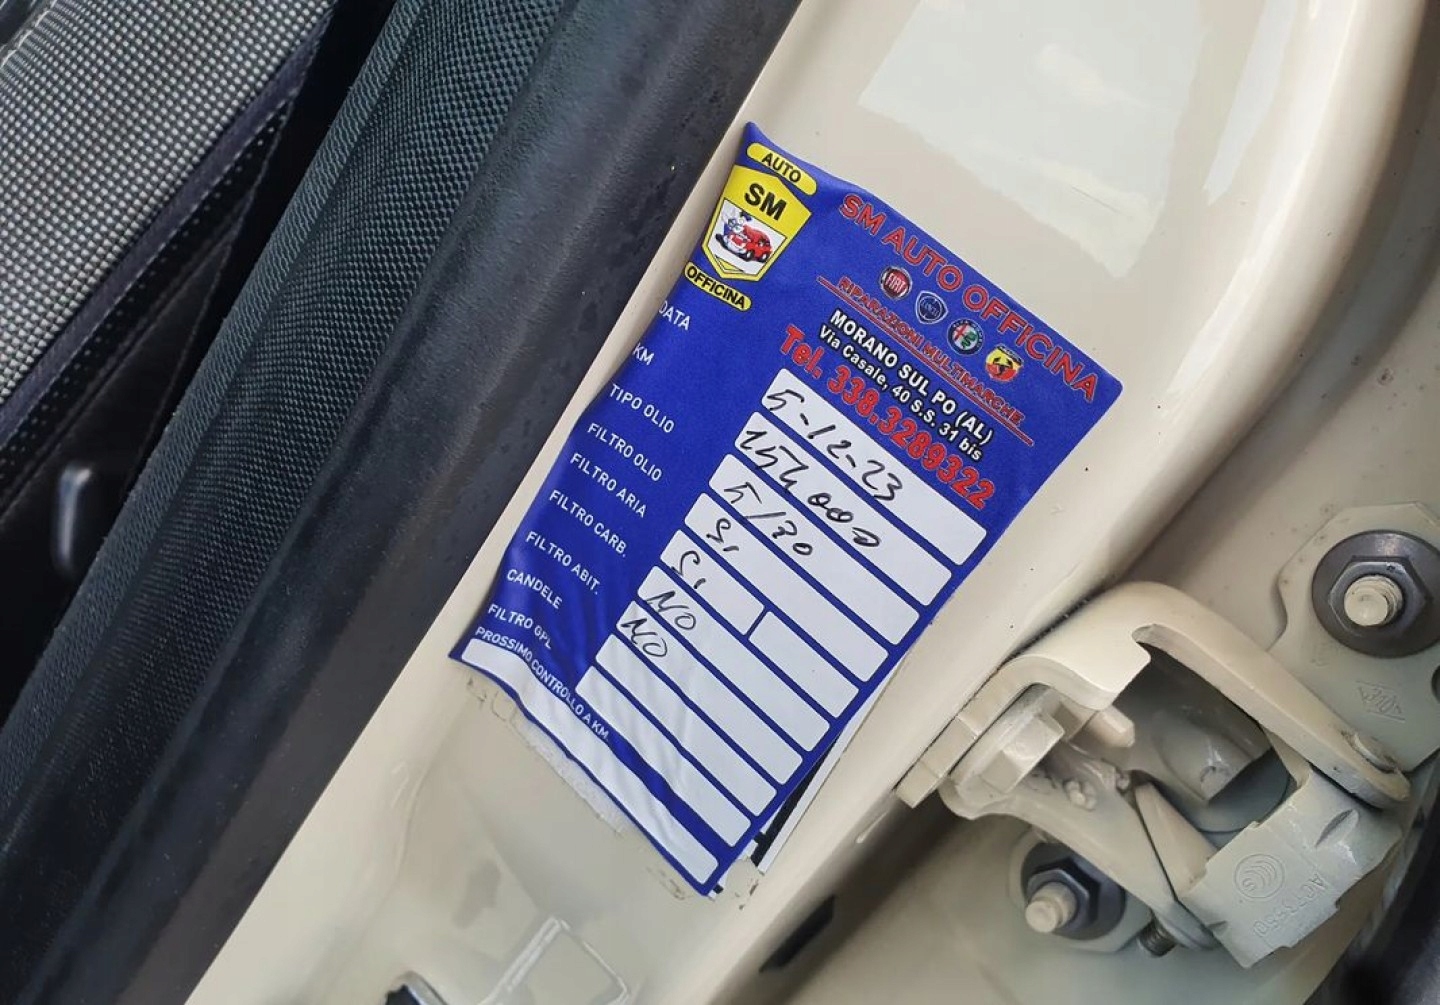 AUTO
SM
OFFICINA
SM AUTO OFFICINA
FIAT
RIPARAZIONI MULTIMARCHE
MORANO SUL PO (AL)
Via Casale, 40 S.S. 31 bis
Tel. 338.3289322
DATA 5-12-23
KM 154000
TIPO OLIO 5/30
FILTRO OLIO Si
FILTRO ARIA Si
FILTRO CARB. NO
FILTRO ABIT. NO
CANDELE
FILTRO GPL
PROSSIMO CONTROLLO A KM.